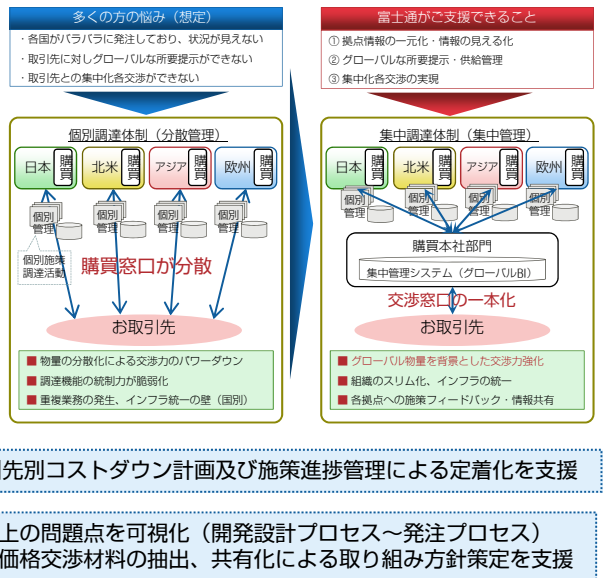 多くの方の悩み（想定）
・各国がバラバラに発注しており、状況が見えない
・取引先に対しグローバルな所要提示ができない
・取引先との集中化各交渉ができない
個別調達体制（分散管理）
日本 購買 北米 購買 アジア 購買 欧州 購買
個別管理 個別管理 個別管理 個別管理
個別施策
調達活動
購買窓口が分散
お取引先
■ 物量の分散化による交渉力のパワーダウン
■ 調達機能の統制力が脆弱化
■ 重複業務の発生、インフラ統一の壁（国別）
富士通がご支援できること
① 拠点情報の一元化・情報の見える化
② グローバルな所要提示・供給管理
③ 集中化各交渉の実現
集中調達体制（集中管理）
日本 購買 北米 購買 アジア 購買 欧州 購買
個別管理 個別管理 個別管理 個別管理
購買本社部門
集中管理システム（グローバルBI）
交渉窓口の一本化
お取引先
■ グローバル物量を背景とした交渉力強化
■ 組織のスリム化、インフラの統一
■ 各拠点への施策フィードバック・情報共有
先別コストダウン計画及び施策進捗管理による定着化を支援
上の問題点を可視化（開発設計プロセス～発注プロセス）
価格交渉材料の抽出、共有化による取り組み方針策定を支援